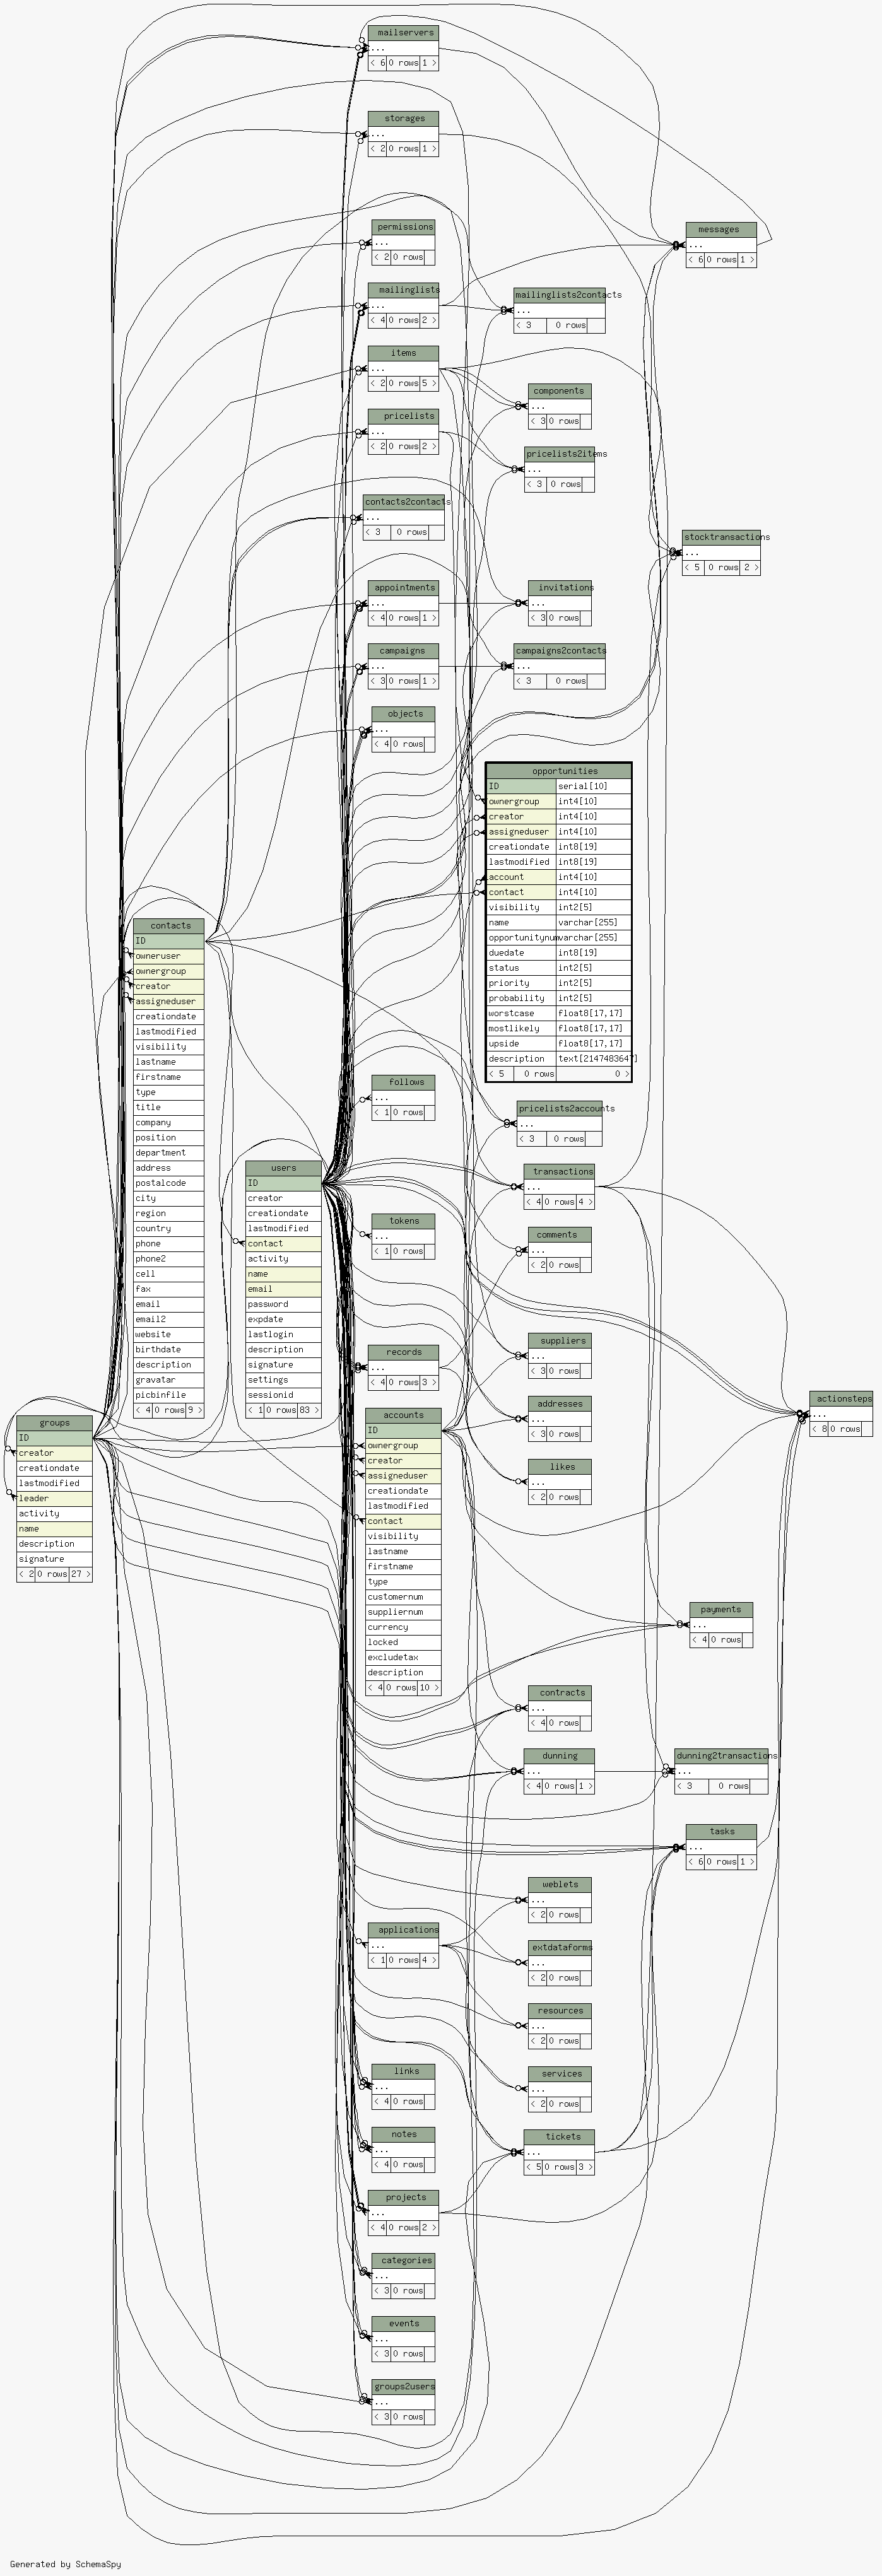 mailservers
...
< 6 0 rows 1 >
storages
...
< 2 0 rows 1 >
permissions
...
< 2 0 rows
messages
...
< 6 0 rows 1 >
mailinglists
...
< 4 0 rows 2 >
mailinglists2contacts
...
< 3 0 rows
items
...
< 2 0 rows 5 >
components
...
< 3 0 rows
pricelists
...
< 2 0 rows 2 >
pricelists2items
...
< 3 0 rows
contacts2contacts
...
< 3 0 rows
stocktransactions
...
< 5 0 rows 2 >
appointments
...
< 4 0 rows 1 >
invitations
...
< 3 0 rows
campaigns
...
< 3 0 rows 1 >
campaigns2contacts
...
< 3 0 rows
objects
...
< 4 0 rows
opportunities
ID serial[10]
ownergroup int4[10]
creator int4[10]
assigneduser int4[10]
creationdate int8[19]
lastmodified int8[19]
account int4[10]
contact int4[10]
visibility int2[5]
name varchar[255]
opportunitynum varchar[255]
duedate int8[19]
status int2[5]
priority int2[5]
probability int2[5]
worstcase float8[17,17]
mostlikely float8[17,17]
upside float8[17,17]
description text[2147483647]
< 5 0 rows 0 >
contacts
ID
owneruser
ownergroup
creator
assigneduser
creationdate
lastmodified
visibility
lastname
firstname
type
title
company
position
department
address
postalcode
city
region
country
phone
phone2
cell
fax
email
email2
website
birthdate
description
gravatar
picbinfile
< 4 0 rows 9 >
follows
...
< 1 0 rows
pricelists2accounts
...
< 3 0 rows
users
ID
creator
creationdate
lastmodified
contact
activity
name
email
password
expdate
lastlogin
description
signature
settings
sessionid
< 1 0 rows 83 >
transactions
...
< 4 0 rows 4 >
tokens
...
< 1 0 rows
comments
...
< 2 0 rows
suppliers
...
< 3 0 rows
records
...
< 4 0 rows 3 >
addresses
...
< 3 0 rows
actionsteps
...
< 8 0 rows
groups
ID
creator
creationdate
lastmodified
leader
activity
name
description
signature
< 2 0 rows 27 >
accounts
ID
ownergroup
creator
assigneduser
creationdate
lastmodified
contact
visibility
lastname
firstname
type
customernum
suppliernum
currency
locked
excludetax
description
< 4 0 rows 10 >
likes
...
< 2 0 rows
payments
...
< 4 0 rows
contracts
...
< 4 0 rows
dunning
...
< 4 0 rows 1 >
dunning2transactions
...
< 3 0 rows
tasks
...
< 6 0 rows 1 >
weblets
...
< 2 0 rows
applications
...
< 1 0 rows 4 >
extdataforms
...
< 2 0 rows
resources
...
< 2 0 rows
links
...
< 4 0 rows
services
...
< 2 0 rows
notes
...
< 4 0 rows
tickets
...
< 5 0 rows 3 >
projects
...
< 4 0 rows 2 >
categories
...
< 3 0 rows
events
...
< 3 0 rows
groups2users
...
< 3 0 rows
Generated by SchemaSpy